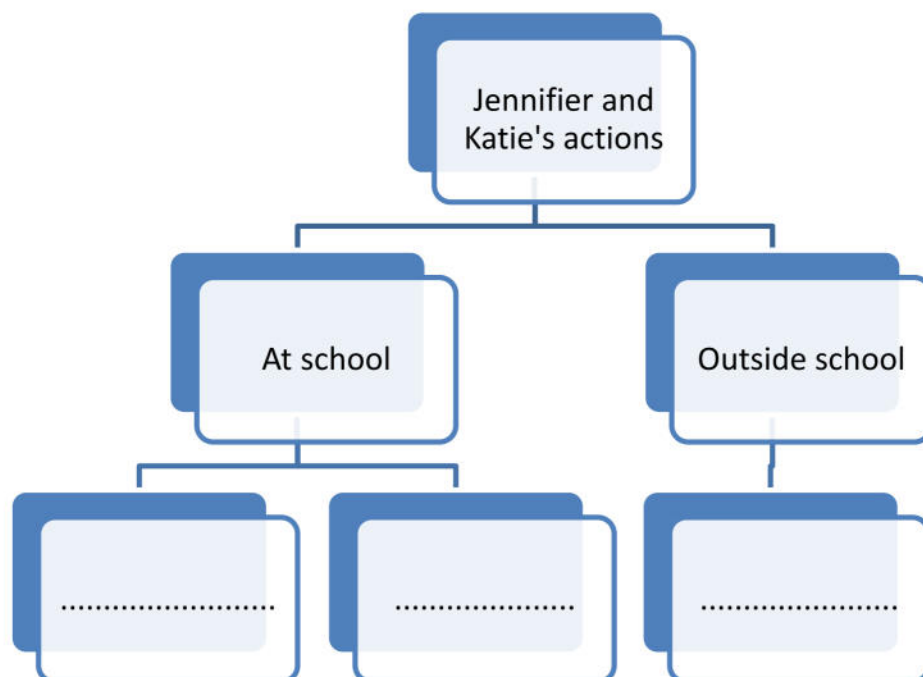 Jennifier and
Katie's actions
At school
Outside school
...........................
.......................
.........................